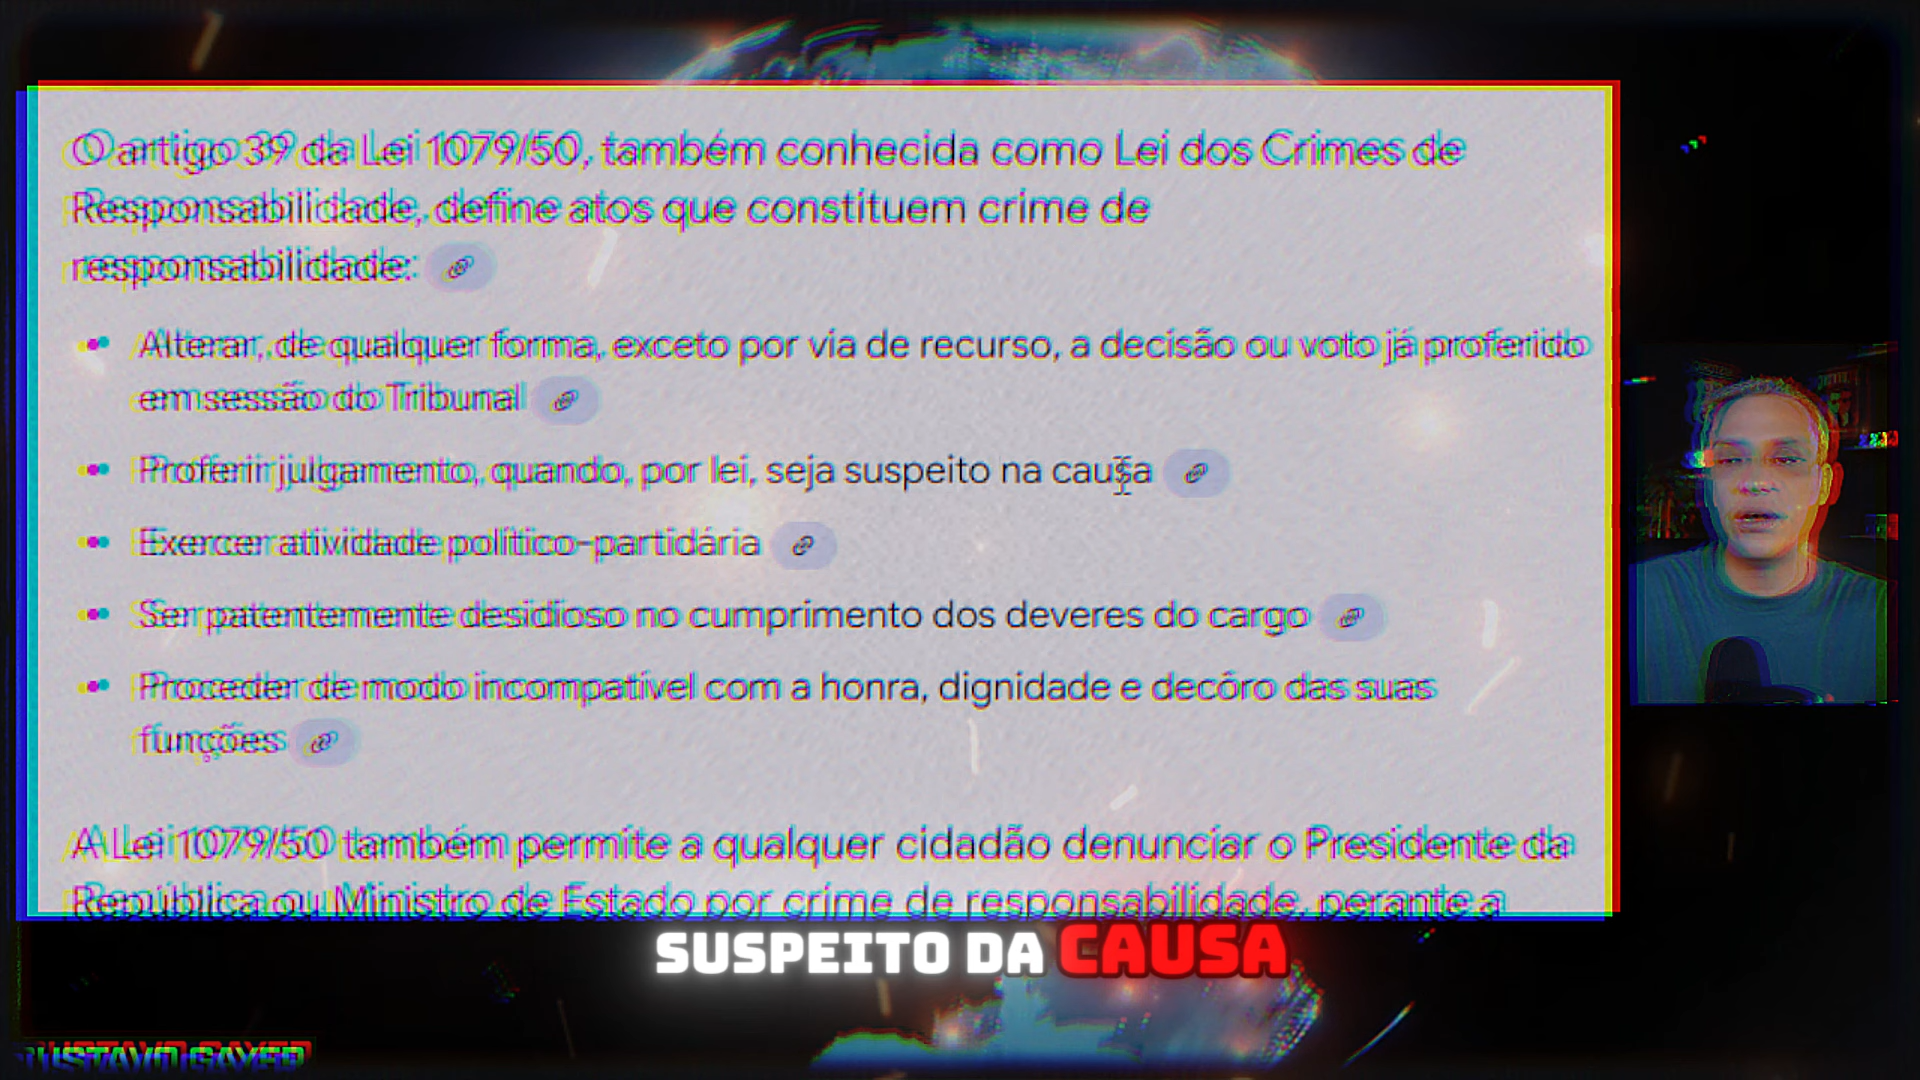 O artigo 39 da Lei 1079/50, também conhecida como Lei dos Crimes de
Responsabilidade, define atos que constituem crime de
responsabilidade:
Alterar, de qualquer forma, exceto por via de recurso, a decisão ou voto já proferido
em sessão do Tribunal
Proferir julgamento, quando, por lei, seja suspeito na causa
Exercer atividade político-partidária
Ser patentemente desidioso no cumprimento dos deveres do cargo
Proceder de modo incompatível com a honra, dignidade e decôro das suas
funções
A Lei 1079/50 também permite a qualquer cidadão denunciar o Presidente da
República ou Ministro de Estado por crime de responsabilidade, perante a
SUSPEITO DA CAUSA
GUSTAVO GAYER